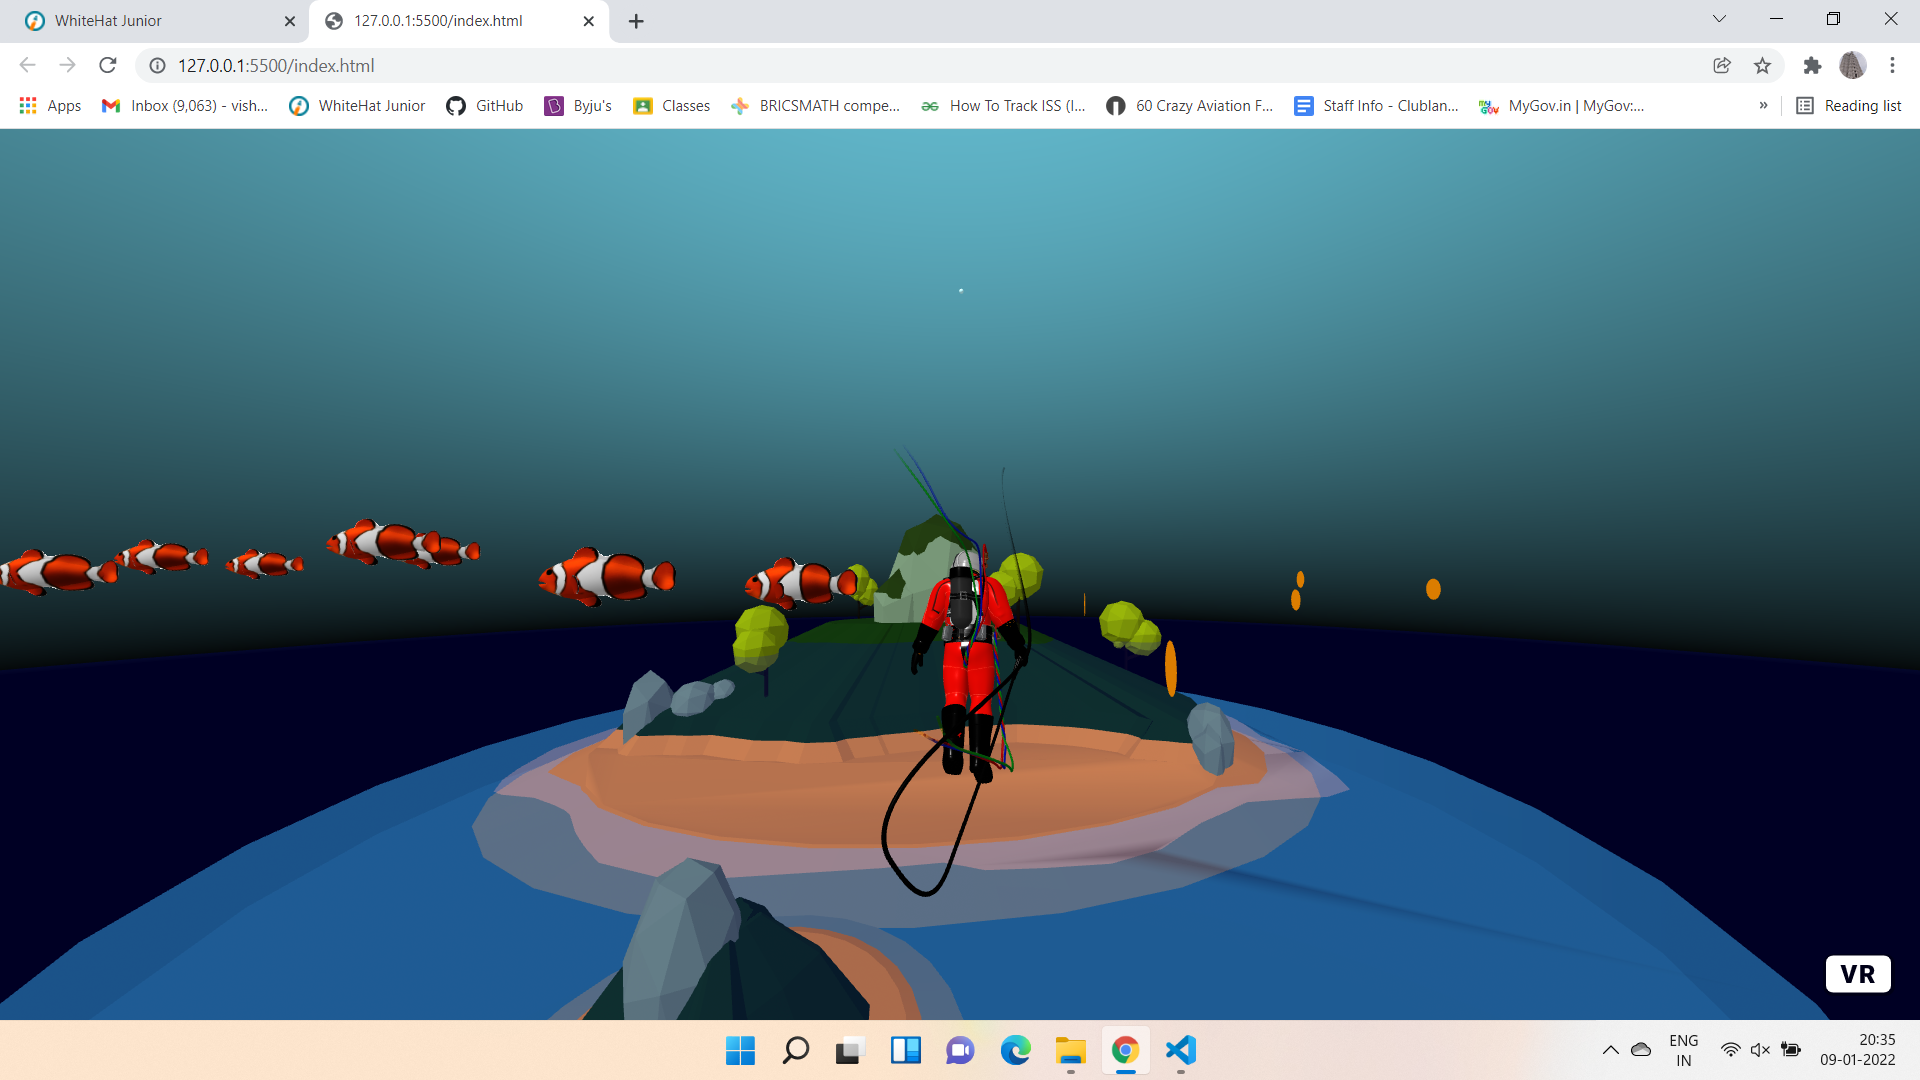 WhiteHat Junior
127.0.0.1:5500/index.html
127.0.0.1:5500/index.html
Apps
Inbox (9,063) - vish...
WhiteHat Junior
GitHub
Byju's
Classes
BRICSMATH compe...
How To Track ISS (I...
60 Crazy Aviation F...
Staff Info - Clublan...
MyGov.in | MyGov:...
»
Reading list
VR
ENG
IN
20:35
09-01-2022